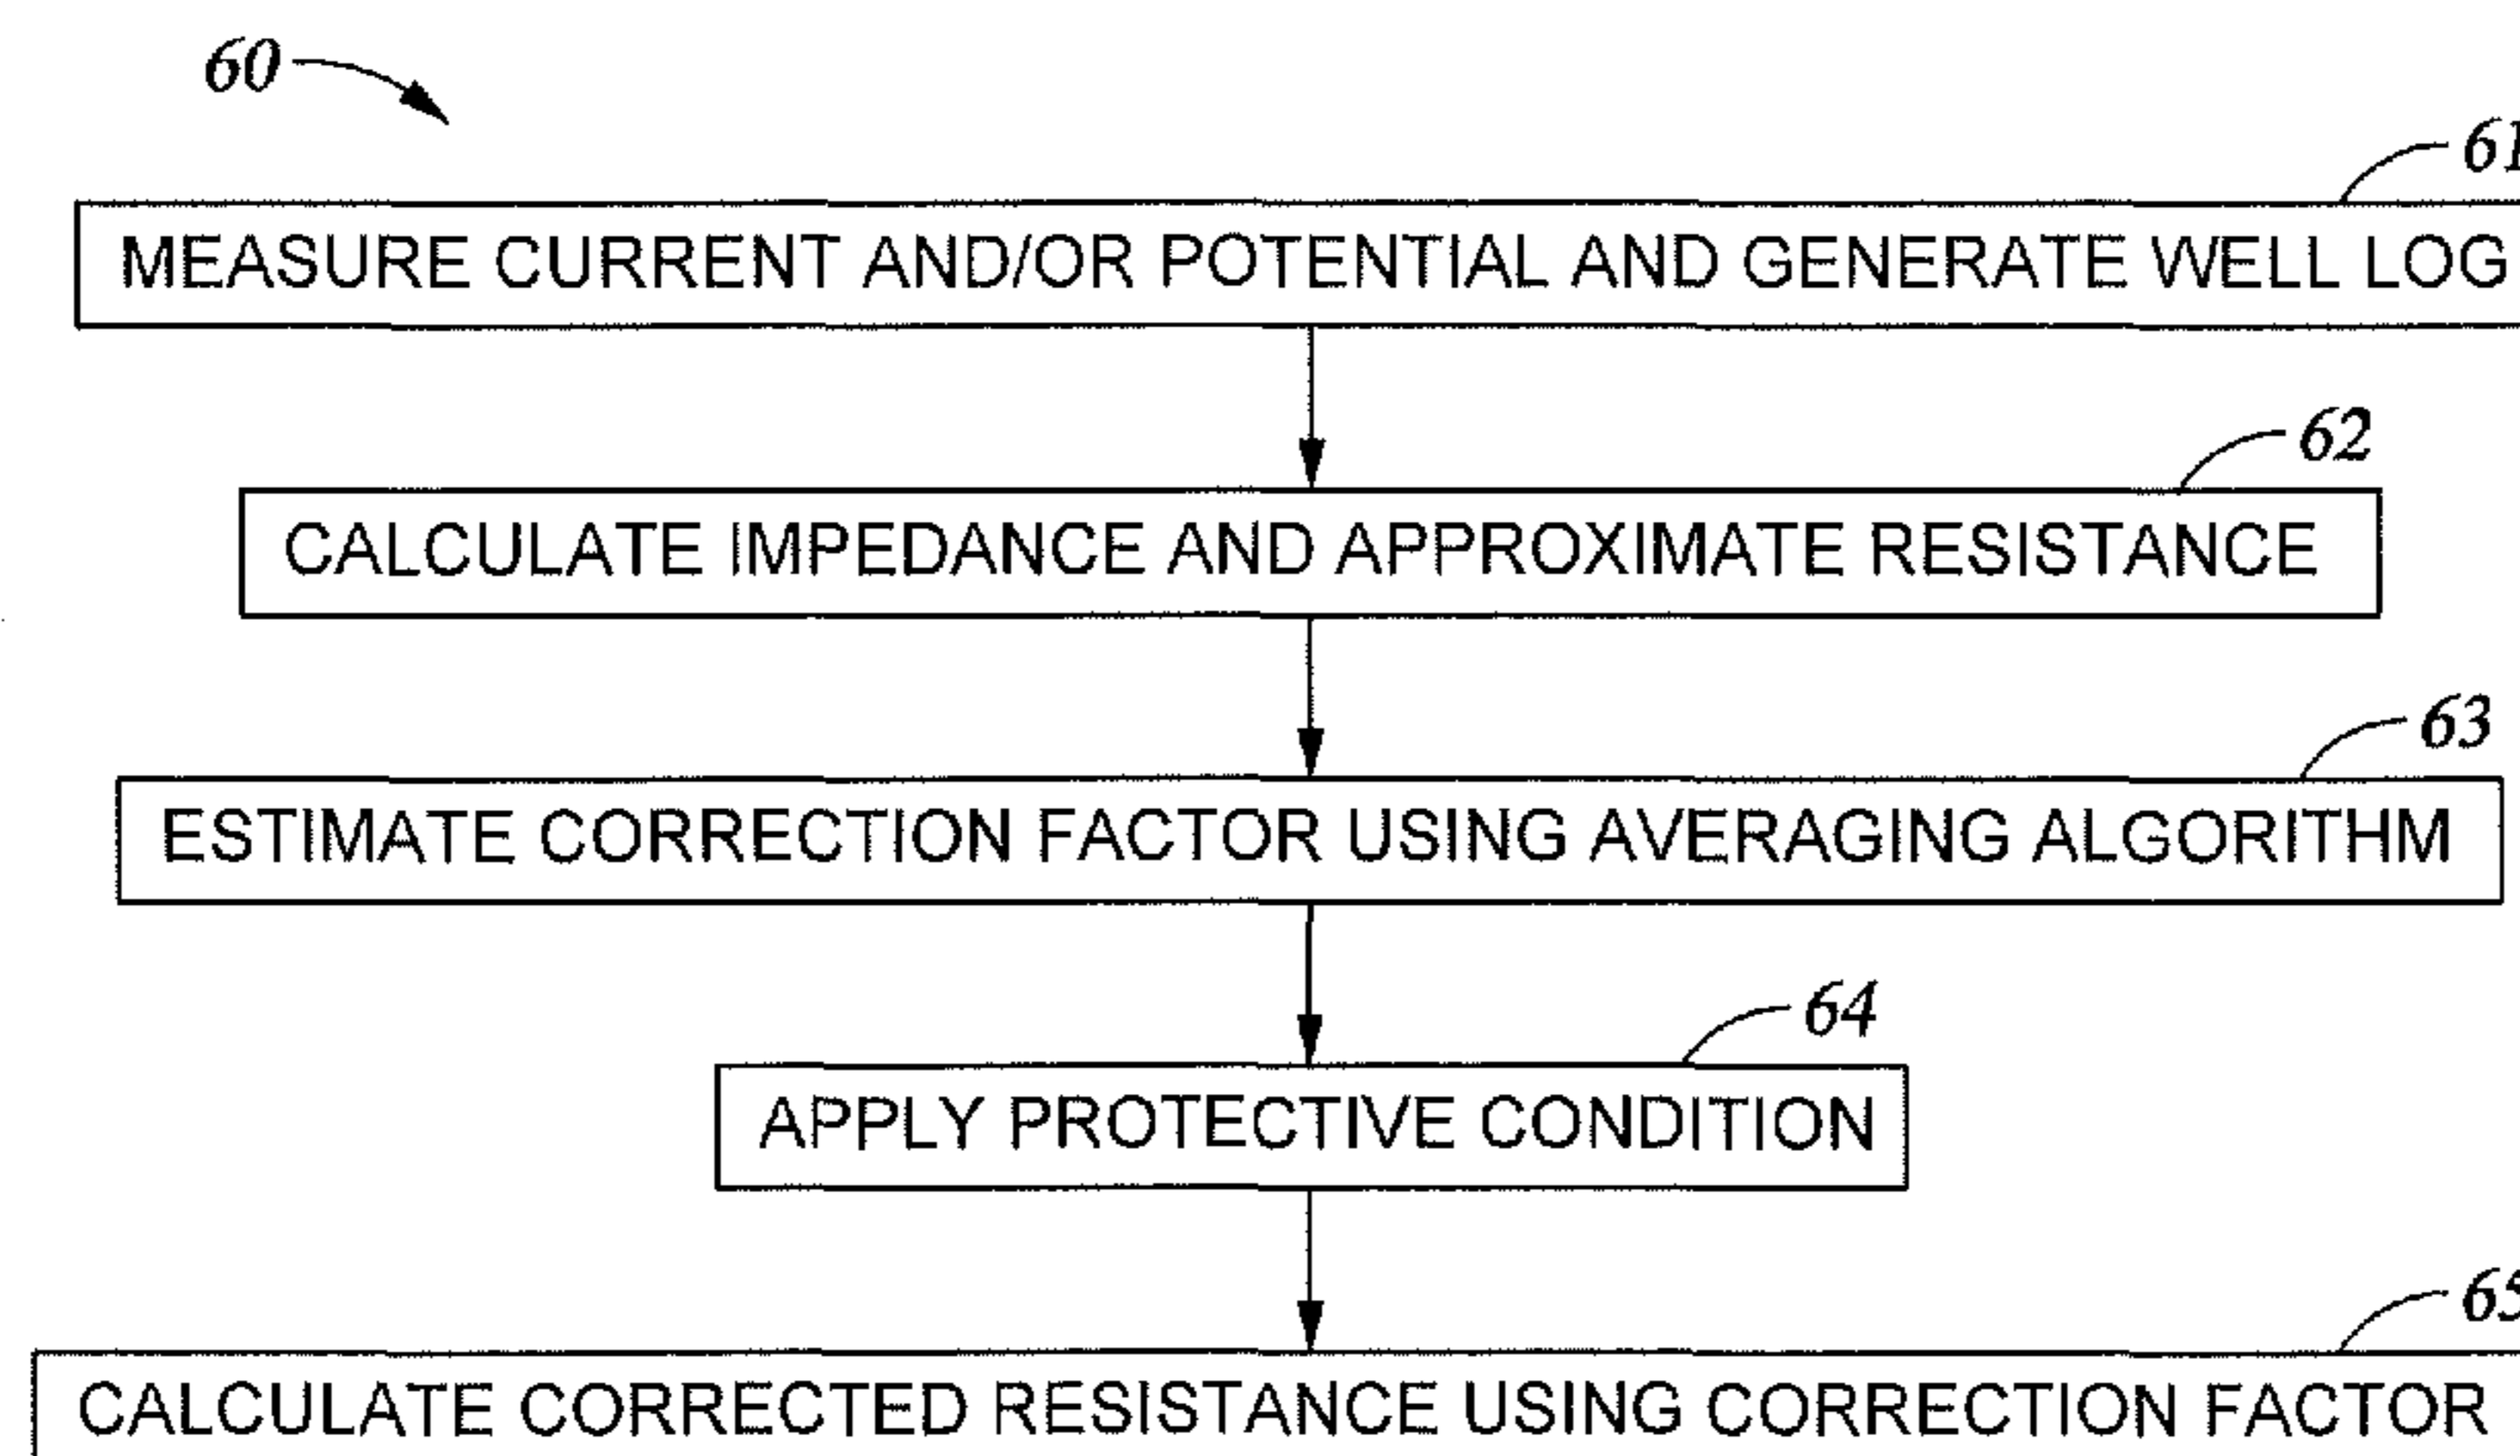 60
61
MEASURE CURRENT AND/OR POTENTIAL AND GENERATE WELL LOG
62
CALCULATE IMPEDANCE AND APPROXIMATE RESISTANCE
63
ESTIMATE CORRECTION FACTOR USING AVERAGING ALGORITHM
64
APPLY PROTECTIVE CONDITION
65
CALCULATE CORRECTED RESISTANCE USING CORRECTION FACTOR